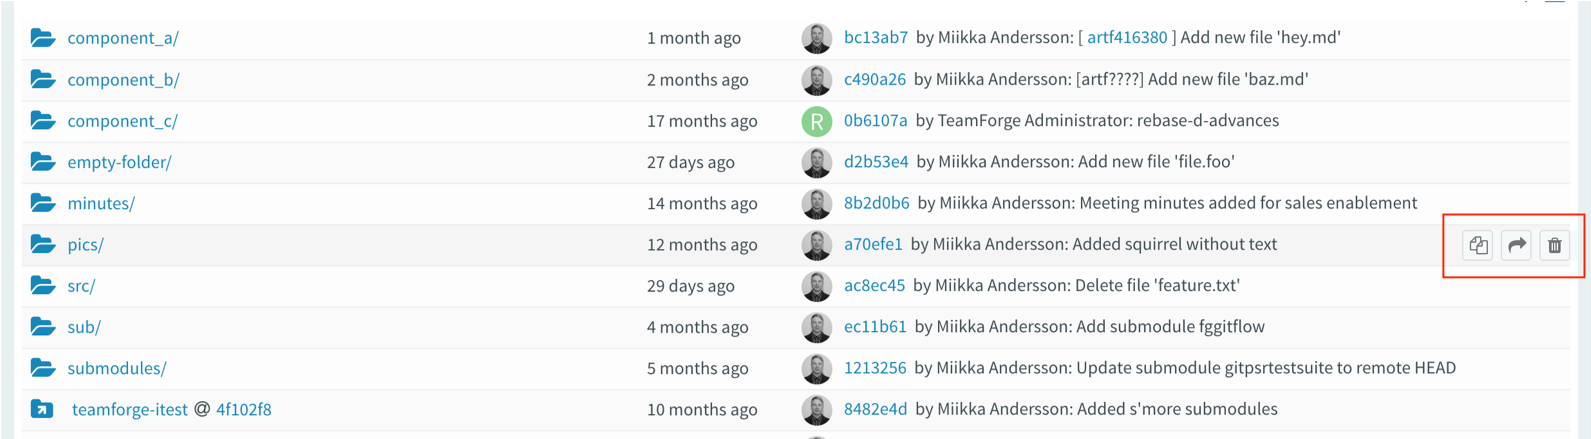 component_a/ 1 month ago bc13ab7 by Miikka Andersson: [ artf416380 ] Add new file 'hey.md'
component_b/ 2 months ago c490a26 by Miikka Andersson: [artf????] Add new file 'baz.md'
component_c/ 17 months ago R 0b6107a by TeamForge Administrator: rebase-d-advances
empty-folder/ 27 days ago d2b53e4 by Miikka Andersson: Add new file 'file.foo'
minutes/ 14 months ago 8b2d0b6 by Miikka Andersson: Meeting minutes added for sales enablement
pics/ 12 months ago a70efe1 by Miikka Andersson: Added squirrel without text
src/ 29 days ago ac8ec45 by Miikka Andersson: Delete file 'feature.txt'
sub/ 4 months ago ec11b61 by Miikka Andersson: Add submodule fggitflow
submodules/ 5 months ago 1213256 by Miikka Andersson: Update submodule gitpsrtestsuite to remote HEAD
teamforge-itest @ 4f102f8 10 months ago 8482e4d by Miikka Andersson: Added s'more submodules